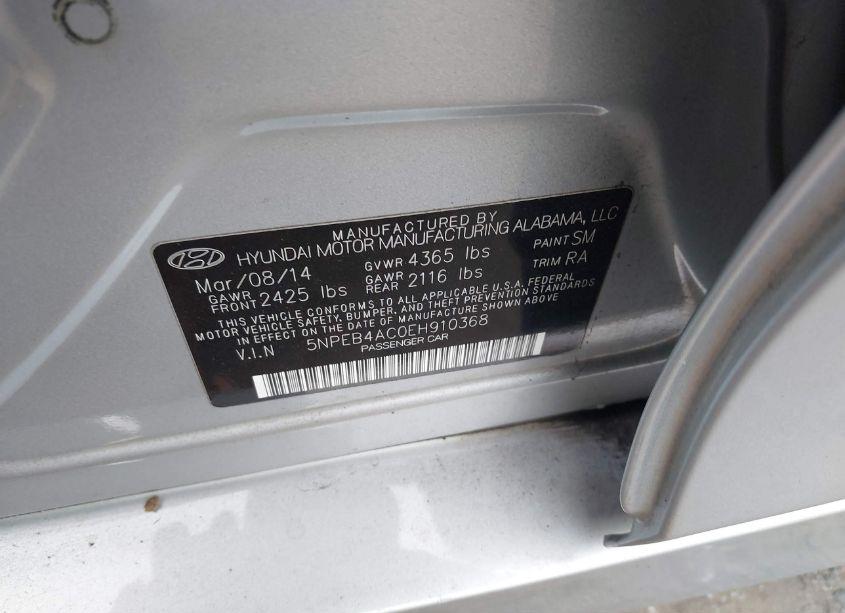 MANUFACTURED BY
HYUNDAI MOTOR MANUFACTURING ALABAMA, LLC
Mar/08/14 GVWR 4365 lbs PAINT SM
GAWR FRONT 2425 lbs GAWR REAR 2116 lbs TRIM RA
THIS VEHICLE CONFORMS TO ALL APPLICABLE U.S.A. FEDERAL
MOTOR VEHICLE SAFETY, BUMPER, AND THEFT PREVENTION STANDARDS
IN EFFECT ON THE DATE OF MANUFACTURE SHOWN ABOVE
V.I.N 5NPEB4AC0EH910368
PASSENGER CAR